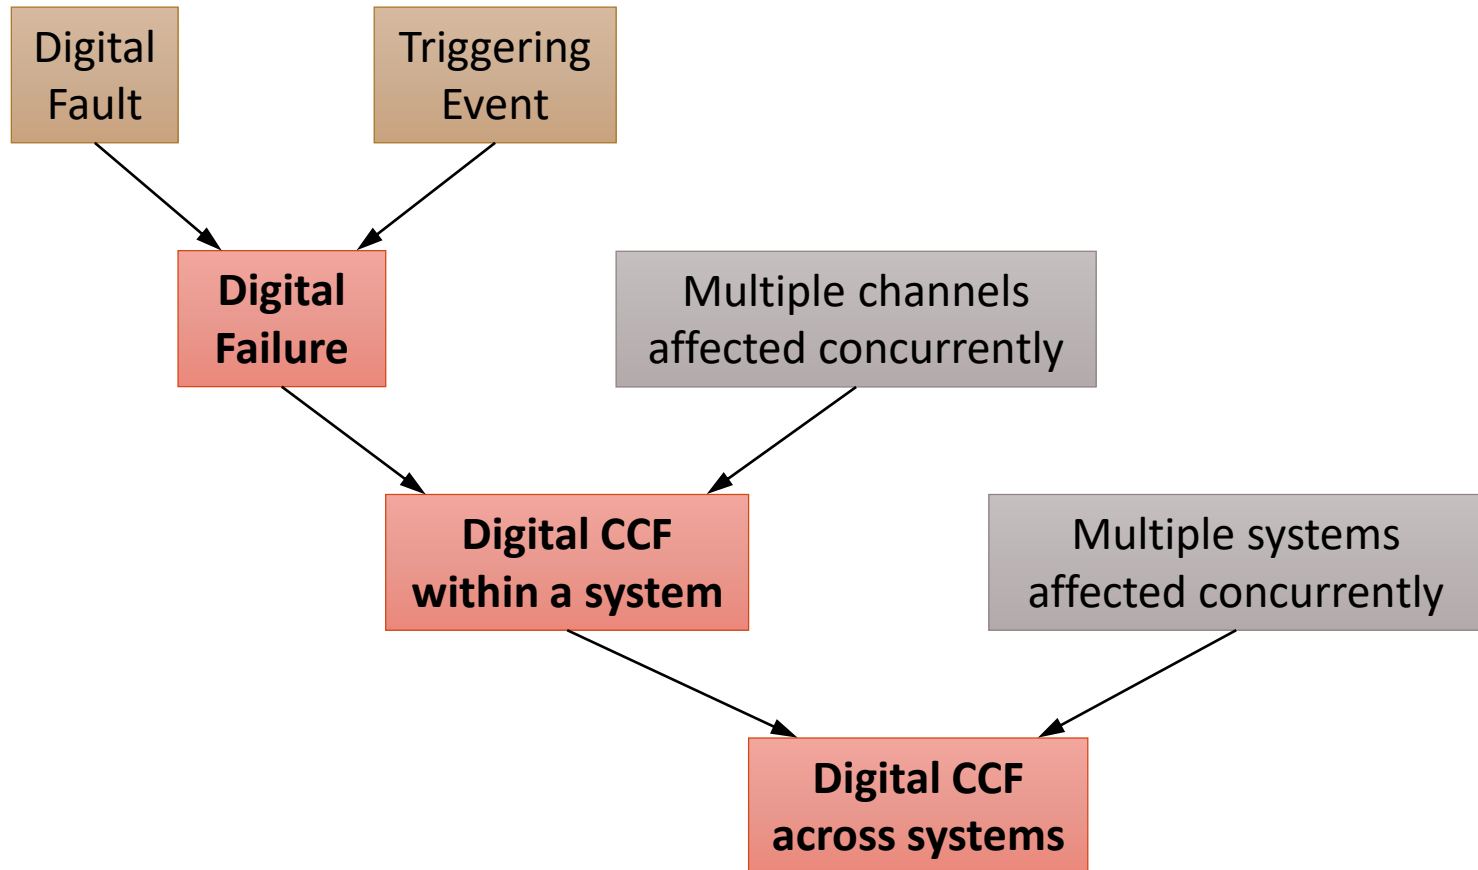 Digital
Fault
Triggering
Event
Digital
Failure
Multiple channels
affected concurrently
Digital CCF
within a system
Multiple systems
affected concurrently
Digital CCF
across systems